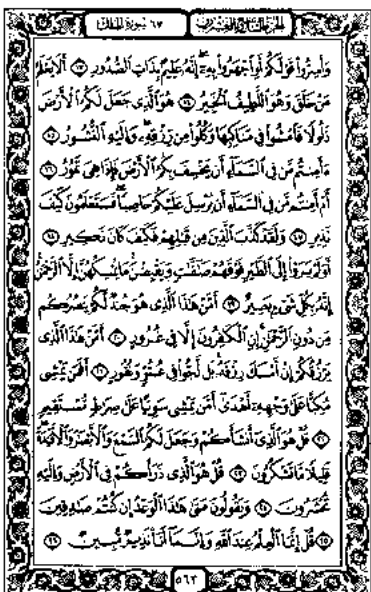 الجزء التاسع والعشرون ٦٧ سورة الملك
وَأَسِرُّوا۟ قَوْلَكُمْ أَوِ ٱجْهَرُوا۟ بِهِۦٓ ۖ إِنَّهُۥ عَلِيمٌۢ بِذَاتِ ٱلصُّدُورِ ١٣ أَلَا يَعْلَمُ
مَنْ خَلَقَ وَهُوَ ٱللَّطِيفُ ٱلْخَبِيرُ ١٤ هُوَ ٱلَّذِى جَعَلَ لَكُمُ ٱلْأَرْضَ
ذَلُولًا فَٱمْشُوا۟ فِى مَنَاكِبِهَا وَكُلُوا۟ مِن رِّزْقِهِۦ ۖ وَإِلَيْهِ ٱلنُّشُورُ ١٥
ءَأَمِنتُم مَّن فِى ٱلسَّمَآءِ أَن يَخْسِفَ بِكُمُ ٱلْأَرْضَ فَإِذَا هِىَ تَمُورُ ١٦
أَمْ أَمِنتُم مَّن فِى ٱلسَّمَآءِ أَن يُرْسِلَ عَلَيْكُمْ حَاصِبًا ۖ فَسَتَعْلَمُونَ كَيْفَ
نَذِيرِ ١٧ وَلَقَدْ كَذَّبَ ٱلَّذِينَ مِن قَبْلِهِمْ فَكَيْفَ كَانَ نَكِيرِ ١٨
أَوَلَمْ يَرَوْا۟ إِلَى ٱلطَّيْرِ فَوْقَهُمْ صَٰٓفَّٰتٍ وَيَقْبِضْنَ ۚ مَا يُمْسِكُهُنَّ إِلَّا ٱلرَّحْمَٰنُ ۚ
إِنَّهُۥ بِكُلِّ شَىْءٍۭ بَصِيرٌ ١٩ أَمَّنْ هَٰذَا ٱلَّذِى هُوَ جُندٌ لَّكُمْ يَنصُرُكُم
مِّن دُونِ ٱلرَّحْمَٰنِ ۚ إِنِ ٱلْكَٰفِرُونَ إِلَّا فِى غُرُورٍ ٢٠ أَمَّنْ هَٰذَا ٱلَّذِى
يَرْزُقُكُمْ إِنْ أَمْسَكَ رِزْقَهُۥ ۚ بَل لَّجُّوا۟ فِى عُتُوٍّ وَنُفُورٍ ٢١ أَفَمَن يَمْشِى
مُكِبًّا عَلَىٰ وَجْهِهِۦٓ أَهْدَىٰٓ أَمَّن يَمْشِى سَوِيًّا عَلَىٰ صِرَٰطٍ مُّسْتَقِيمٍ
٢٢ قُلْ هُوَ ٱلَّذِىٓ أَنشَأَكُمْ وَجَعَلَ لَكُمُ ٱلسَّمْعَ وَٱلْأَبْصَٰرَ وَٱلْأَفْـِٔدَةَ ۖ
قَلِيلًا مَّا تَشْكُرُونَ ٢٣ قُلْ هُوَ ٱلَّذِى ذَرَأَكُمْ فِى ٱلْأَرْضِ وَإِلَيْهِ
تُحْشَرُونَ ٢٤ وَيَقُولُونَ مَتَىٰ هَٰذَا ٱلْوَعْدُ إِن كُنتُمْ صَٰدِقِينَ
٢٥ قُلْ إِنَّمَا ٱلْعِلْمُ عِندَ ٱللَّهِ وَإِنَّمَآ أَنَا۠ نَذِيرٌ مُّبِينٌ ٢٦
٥٦٣